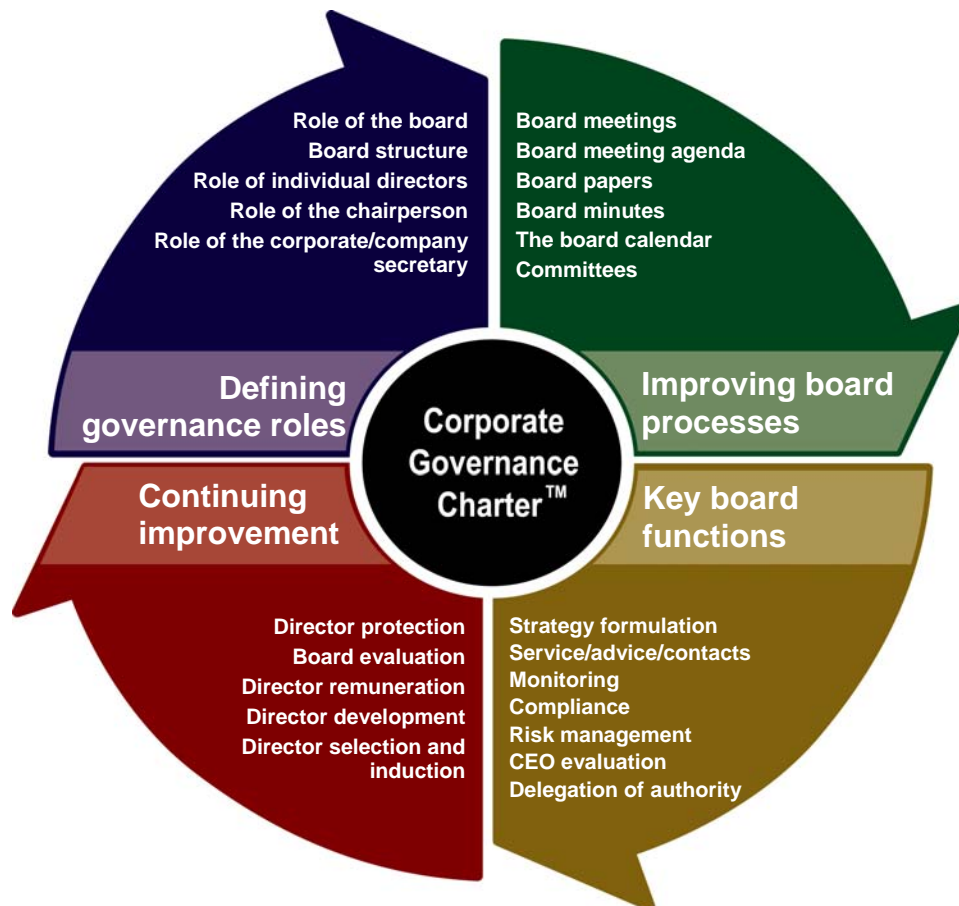 Role of the board
Board structure
Role of individual directors
Role of the chairperson
Role of the corporate/company
secretary
Defining
governance roles
Board meetings
Board meeting agenda
Board papers
Board minutes
The board calendar
Committees
Improving board
processes
Corporate
Governance
Charter™
Key board
functions
Strategy formulation
Service/advice/contacts
Monitoring
Compliance
Risk management
CEO evaluation
Delegation of authority
Continuing
improvement
Director protection
Board evaluation
Director remuneration
Director development
Director selection and
induction